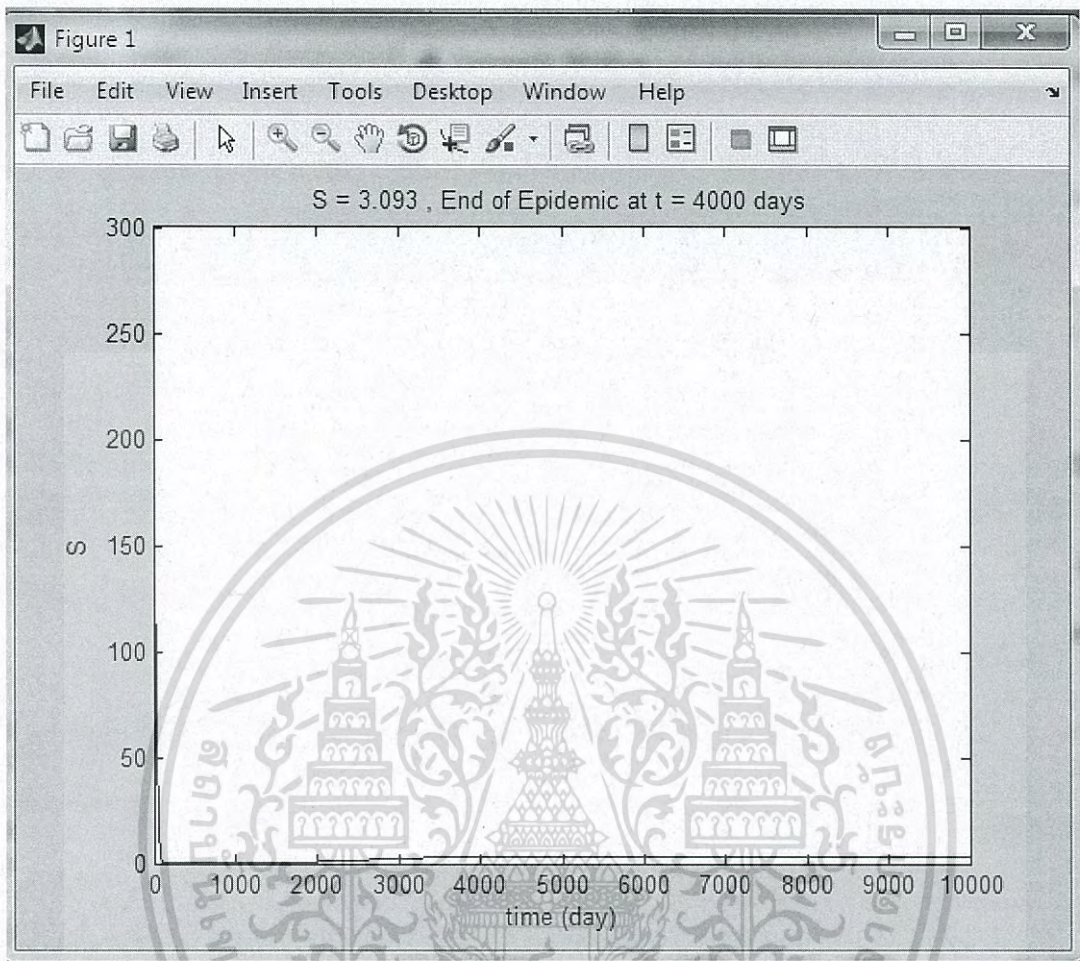 Figure 1
File Edit View Insert Tools Desktop Window Help
S = 3.093 , End of Epidemic at t = 4000 days
300
250
200
150
100
50
0
S
0 1000 2000 3000 4000 5000 6000 7000 8000 9000 10000
time (day)